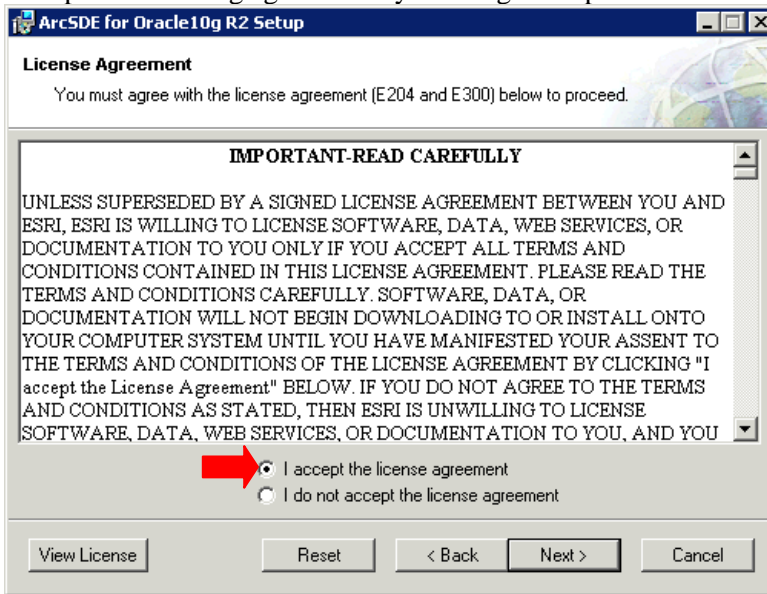 ArcSDE for Oracle10g R2 Setup
License Agreement
You must agree with the license agreement (E204 and E300) below to proceed.
IMPORTANT-READ CAREFULLY
UNLESS SUPERSEDED BY A SIGNED LICENSE AGREEMENT BETWEEN YOU AND
ESRI, ESRI IS WILLING TO LICENSE SOFTWARE, DATA, WEB SERVICES, OR
DOCUMENTATION TO YOU ONLY IF YOU ACCEPT ALL TERMS AND
CONDITIONS CONTAINED IN THIS LICENSE AGREEMENT. PLEASE READ THE
TERMS AND CONDITIONS CAREFULLY. SOFTWARE, DATA, OR
DOCUMENTATION WILL NOT BEGIN DOWNLOADING TO OR INSTALL ONTO
YOUR COMPUTER SYSTEM UNTIL YOU HAVE MANIFESTED YOUR ASSENT TO
THE TERMS AND CONDITIONS OF THE LICENSE AGREEMENT BY CLICKING "I
accept the License Agreement" BELOW. IF YOU DO NOT AGREE TO THE TERMS
AND CONDITIONS AS STATED, THEN ESRI IS UNWILLING TO LICENSE
SOFTWARE, DATA, WEB SERVICES, OR DOCUMENTATION TO YOU, AND YOU
I accept the license agreement
I do not accept the license agreement
View License Reset < Back Next > Cancel